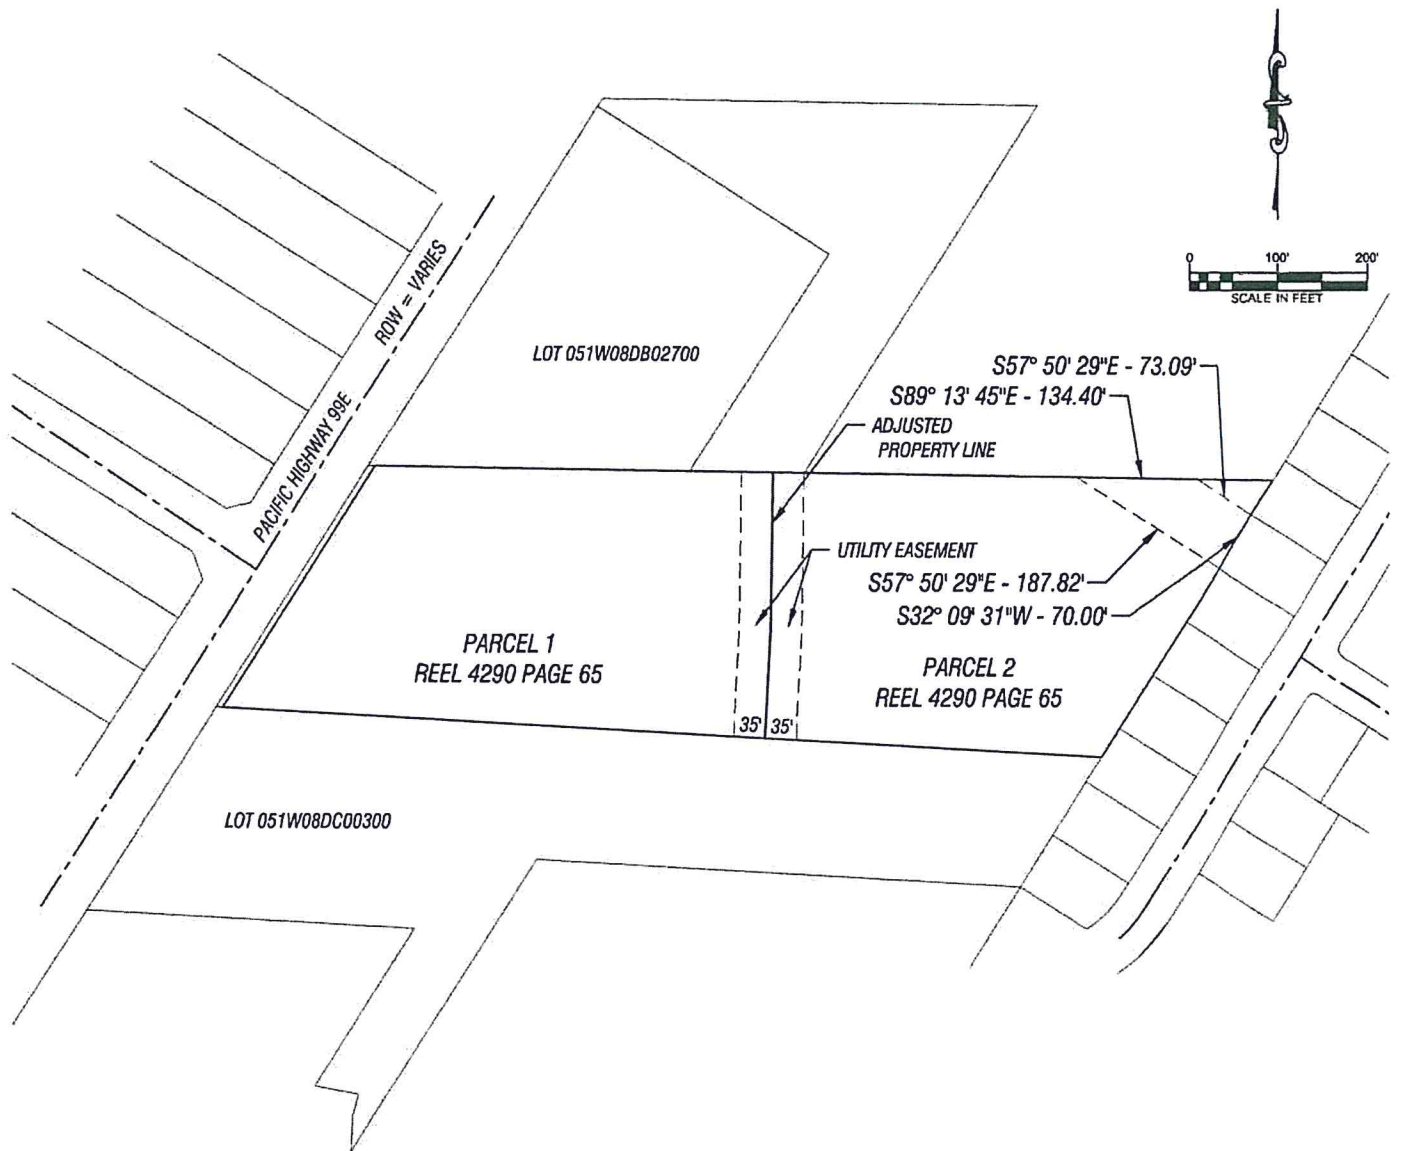 0 100' 200'
SCALE IN FEET
ROW = VARIES
PACIFIC HIGHWAY 99E
LOT 051W08DB02700
S57° 50' 29"E - 73.09'
S89° 13' 45"E - 134.40'
ADJUSTED
PROPERTY LINE
UTILITY EASEMENT
S57° 50' 29"E - 187.82'
S32° 09' 31"W - 70.00'
PARCEL 1
REEL 4290 PAGE 65
PARCEL 2
REEL 4290 PAGE 65
35' 35'
LOT 051W08DC00300